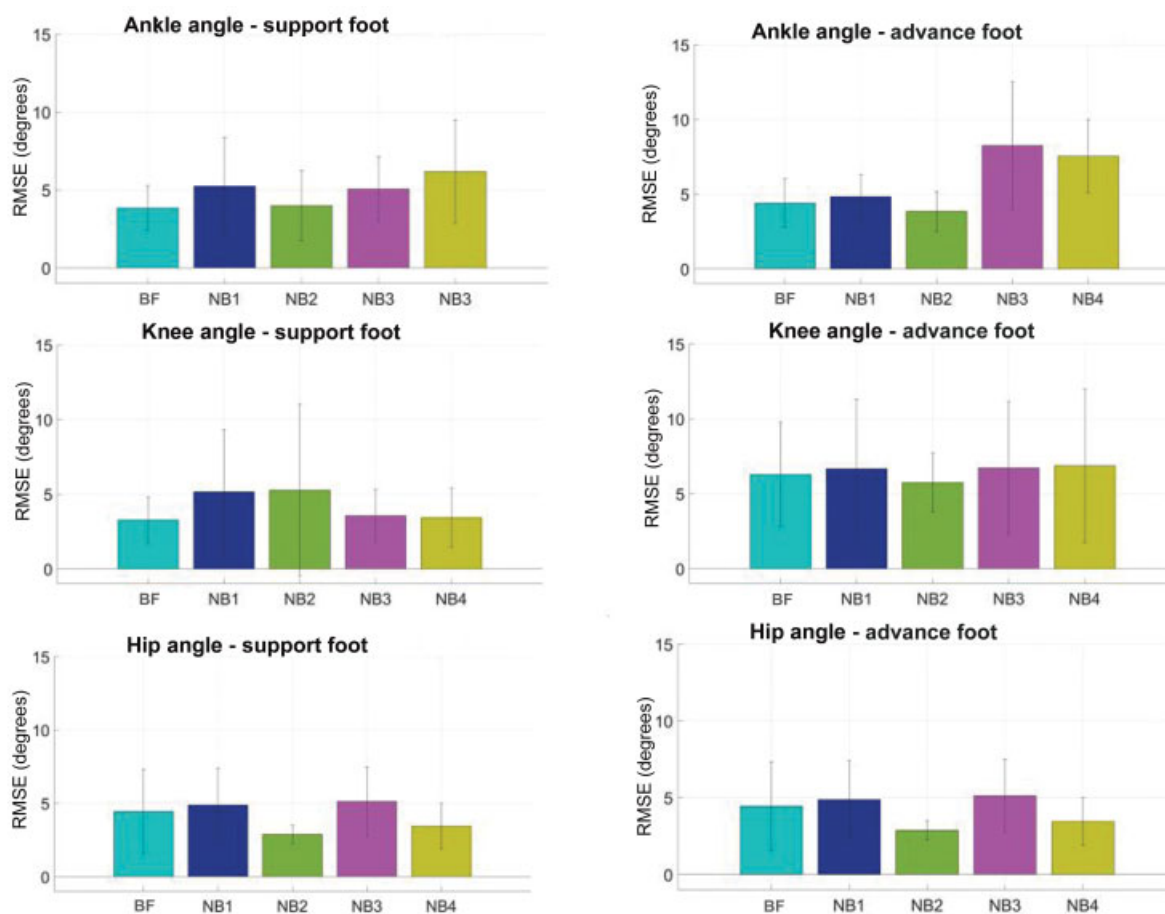 Ankle angle - support foot
15
10
5
0
RMSE (degrees)
BF NB1 NB2 NB3 NB3
Ankle angle - advance foot
15
10
5
0
RMSE (degrees)
BF NB1 NB2 NB3 NB4
Knee angle - support foot
15
10
5
0
RMSE (degrees)
BF NB1 NB2 NB3 NB4
Knee angle - advance foot
15
10
5
0
RMSE (degrees)
BF NB1 NB2 NB3 NB4
Hip angle - support foot
15
10
5
0
RMSE (degrees)
BF NB1 NB2 NB3 NB4
Hip angle - advance foot
15
10
5
0
RMSE (degrees)
BF NB1 NB2 NB3 NB4